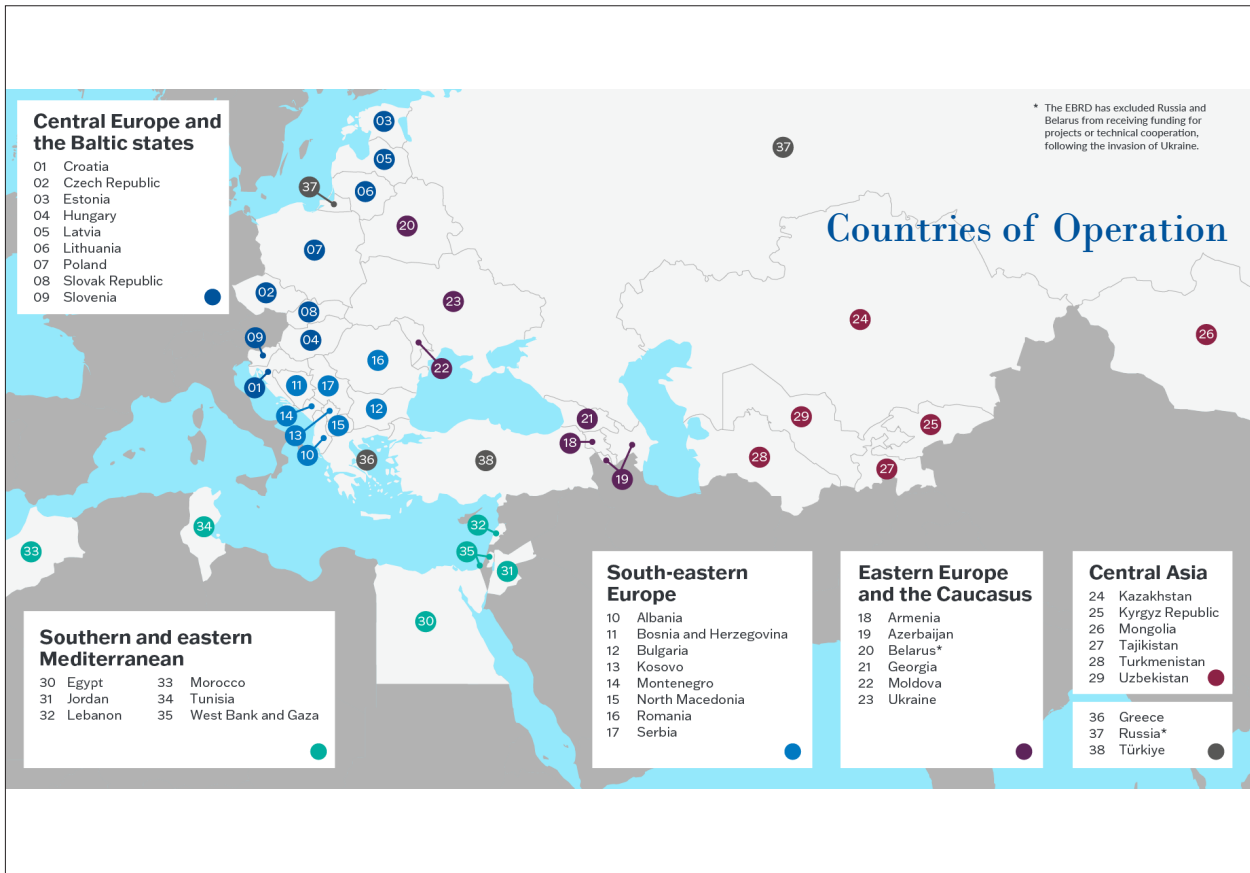 Central Europe and
the Baltic states
01 Croatia
02 Czech Republic
03 Estonia
04 Hungary
05 Latvia
06 Lithuania
07 Poland
08 Slovak Republic
09 Slovenia
* The EBRD has excluded Russia and
Belarus from receiving funding for
projects or technical cooperation,
following the invasion of Ukraine.
Countries of Operation
03
05
37
06
37
20
07
02
08
23
09
04
24
26
16
22
01
11
17
14
12
29
13
15
21
25
10
18
36
38
28
27
19
34
32
33
35
31
30
Southern and eastern
Mediterranean
30 Egypt
31 Jordan
32 Lebanon
33 Morocco
34 Tunisia
35 West Bank and Gaza
South-eastern
Europe
10 Albania
11 Bosnia and Herzegovina
12 Bulgaria
13 Kosovo
14 Montenegro
15 North Macedonia
16 Romania
17 Serbia
Eastern Europe
and the Caucasus
18 Armenia
19 Azerbaijan
20 Belarus*
21 Georgia
22 Moldova
23 Ukraine
Central Asia
24 Kazakhstan
25 Kyrgyz Republic
26 Mongolia
27 Tajikistan
28 Turkmenistan
29 Uzbekistan
36 Greece
37 Russia*
38 Türkiye